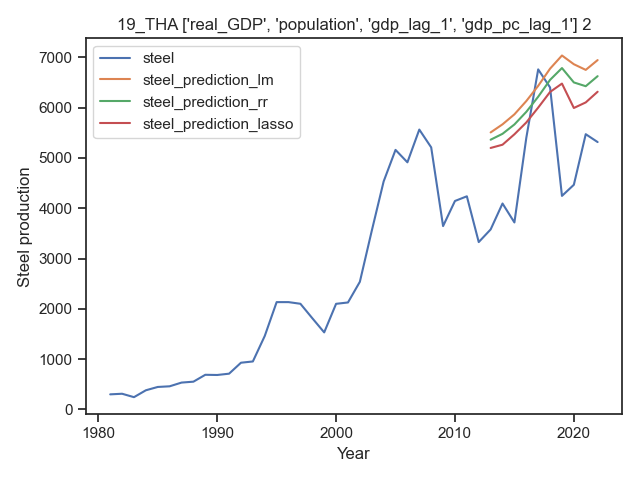 19_THA ['real_GDP', 'population', 'gdp_lag_1', 'gdp_pc_lag_1'] 2
steel
steel_prediction_lm
steel_prediction_rr
steel_prediction_lasso
7000
6000
5000
4000
3000
2000
1000
0
Steel production
1980
1990
2000
2010
2020
Year